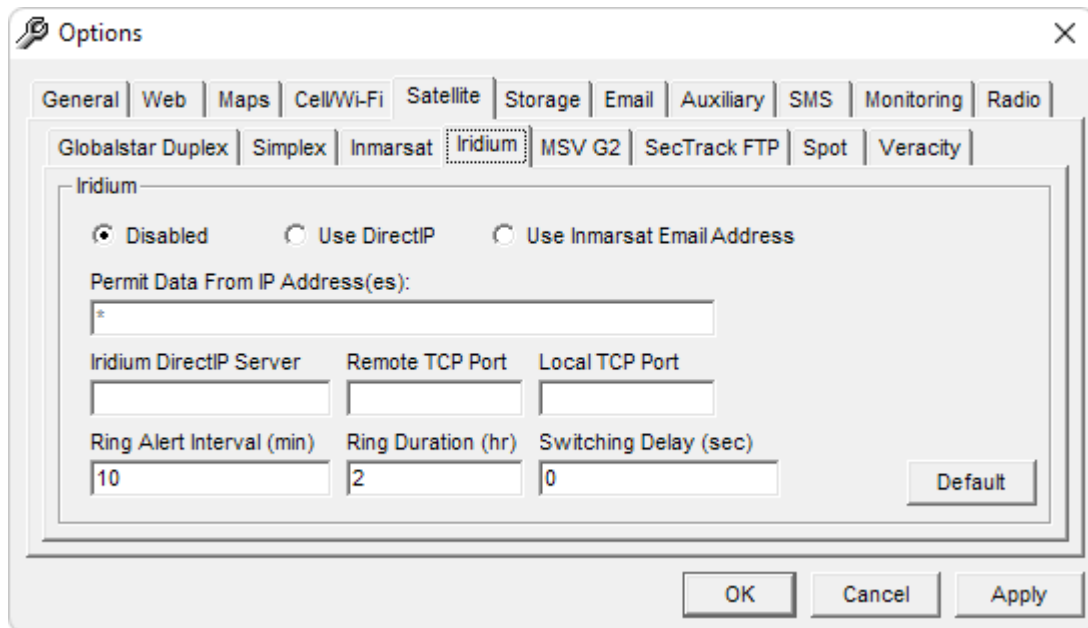 Options
General Web Maps Cell/Wi-Fi Satellite Storage Email Auxiliary SMS Monitoring Radio
Globalstar Duplex Simplex Inmarsat Iridium MSV G2 SecTrack FTP Spot Veracity
Iridium
Disabled Use DirectIP Use Inmarsat Email Address
Permit Data From IP Address(es):
*
Iridium DirectIP Server Remote TCP Port Local TCP Port
Ring Alert Interval (min) Ring Duration (hr) Switching Delay (sec)
10 2 0
Default
OK Cancel Apply